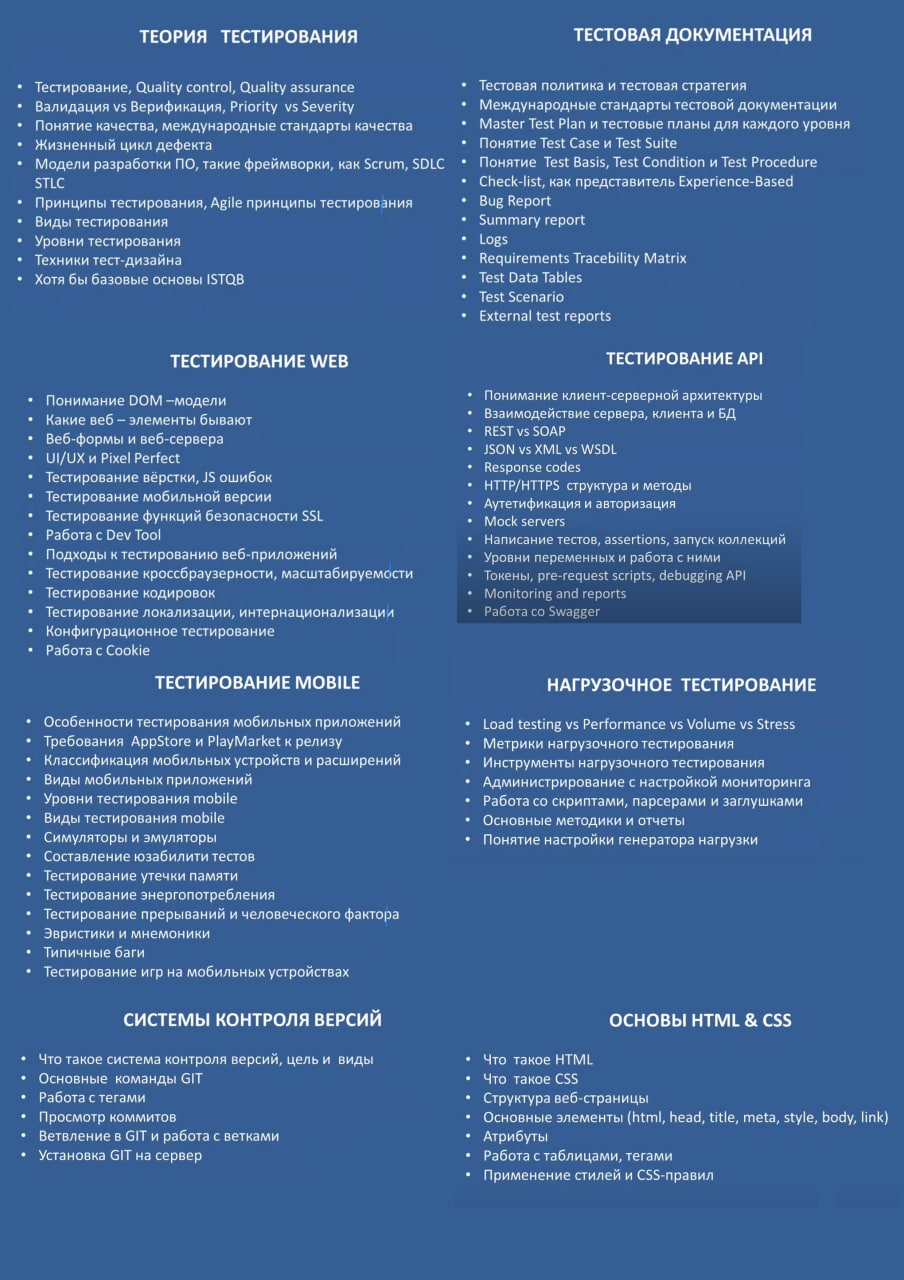 ТЕОРИЯ ТЕСТИРОВАНИЯ
• Тестирование, Quality control, Quality assurance
• Валидация vs Верификация, Priority vs Severity
• Понятие качества, международные стандарты качества
• Жизненный цикл дефекта
• Модели разработки ПО, такие фреймворки, как Scrum, SDLC
STLC
• Принципы тестирования, Agile принципы тестирования
• Виды тестирования
• Уровни тестирования
• Техники тест-дизайна
• Хотя бы базовые основы ISTQB
ТЕСТОВАЯ ДОКУМЕНТАЦИЯ
• Тестовая политика и тестовая стратегия
• Международные стандарты тестовой документации
• Master Test Plan и тестовые планы для каждого уровня
• Понятие Test Case и Test Suite
• Понятие Test Basis, Test Condition и Test Procedure
• Check-list, как представитель Experience-Based
• Bug Report
• Summary report
• Logs
• Requirements Tracebility Matrix
• Test Data Tables
• Test Scenario
• External test reports
ТЕСТИРОВАНИЕ WEB
• Понимание DOM –модели
• Какие веб – элементы бывают
• Веб-формы и веб-сервера
• UI/UX и Pixel Perfect
• Тестирование вёрстки, JS ошибок
• Тестирование мобильной версии
• Тестирование функций безопасности SSL
• Работа с Dev Tool
• Подходы к тестированию веб-приложений
• Тестирование кроссбраузерности, масштабируемости
• Тестирование кодировок
• Тестирование локализации, интернационализации
• Конфигурационное тестирование
• Работа с Cookie
ТЕСТИРОВАНИЕ API
• Понимание клиент-серверной архитектуры
• Взаимодействие сервера, клиента и БД
• REST vs SOAP
• JSON vs XML vs WSDL
• Response codes
• HTTP/HTTPS структура и методы
• Аутетификация и авторизация
• Mock servers
• Написание тестов, assertions, запуск коллекций
• Уровни переменных и работа с ними
• Токены, pre-request scripts, debugging API
• Monitoring and reports
• Работа со Swagger
ТЕСТИРОВАНИЕ MOBILE
• Особенности тестирования мобильных приложений
• Требования AppStore и PlayMarket к релизу
• Классификация мобильных устройств и расширений
• Виды мобильных приложений
• Уровни тестирования mobile
• Виды тестирования mobile
• Симуляторы и эмуляторы
• Составление юзабилити тестов
• Тестирование утечки памяти
• Тестирование энергопотребления
• Тестирование прерываний и человеческого фактора
• Эвристики и мнемоники
• Типичные баги
• Тестирование игр на мобильных устройствах
НАГРУЗОЧНОЕ ТЕСТИРОВАНИЕ
• Load testing vs Performance vs Volume vs Stress
• Метрики нагрузочного тестирования
• Инструменты нагрузочного тестирования
• Администрирование с настройкой мониторинга
• Работа со скриптами, парсерами и заглушками
• Основные методики и отчеты
• Понятие настройки генератора нагрузки
СИСТЕМЫ КОНТРОЛЯ ВЕРСИЙ
• Что такое система контроля версий, цель и виды
• Основные команды GIT
• Работа с тегами
• Просмотр коммитов
• Ветвление в GIT и работа с ветками
• Установка GIT на сервер
ОСНОВЫ HTML & CSS
• Что такое HTML
• Что такое CSS
• Структура веб-страницы
• Основные элементы (html, head, title, meta, style, body, link)
• Атрибуты
• Работа с таблицами, тегами
• Применение стилей и CSS-правил